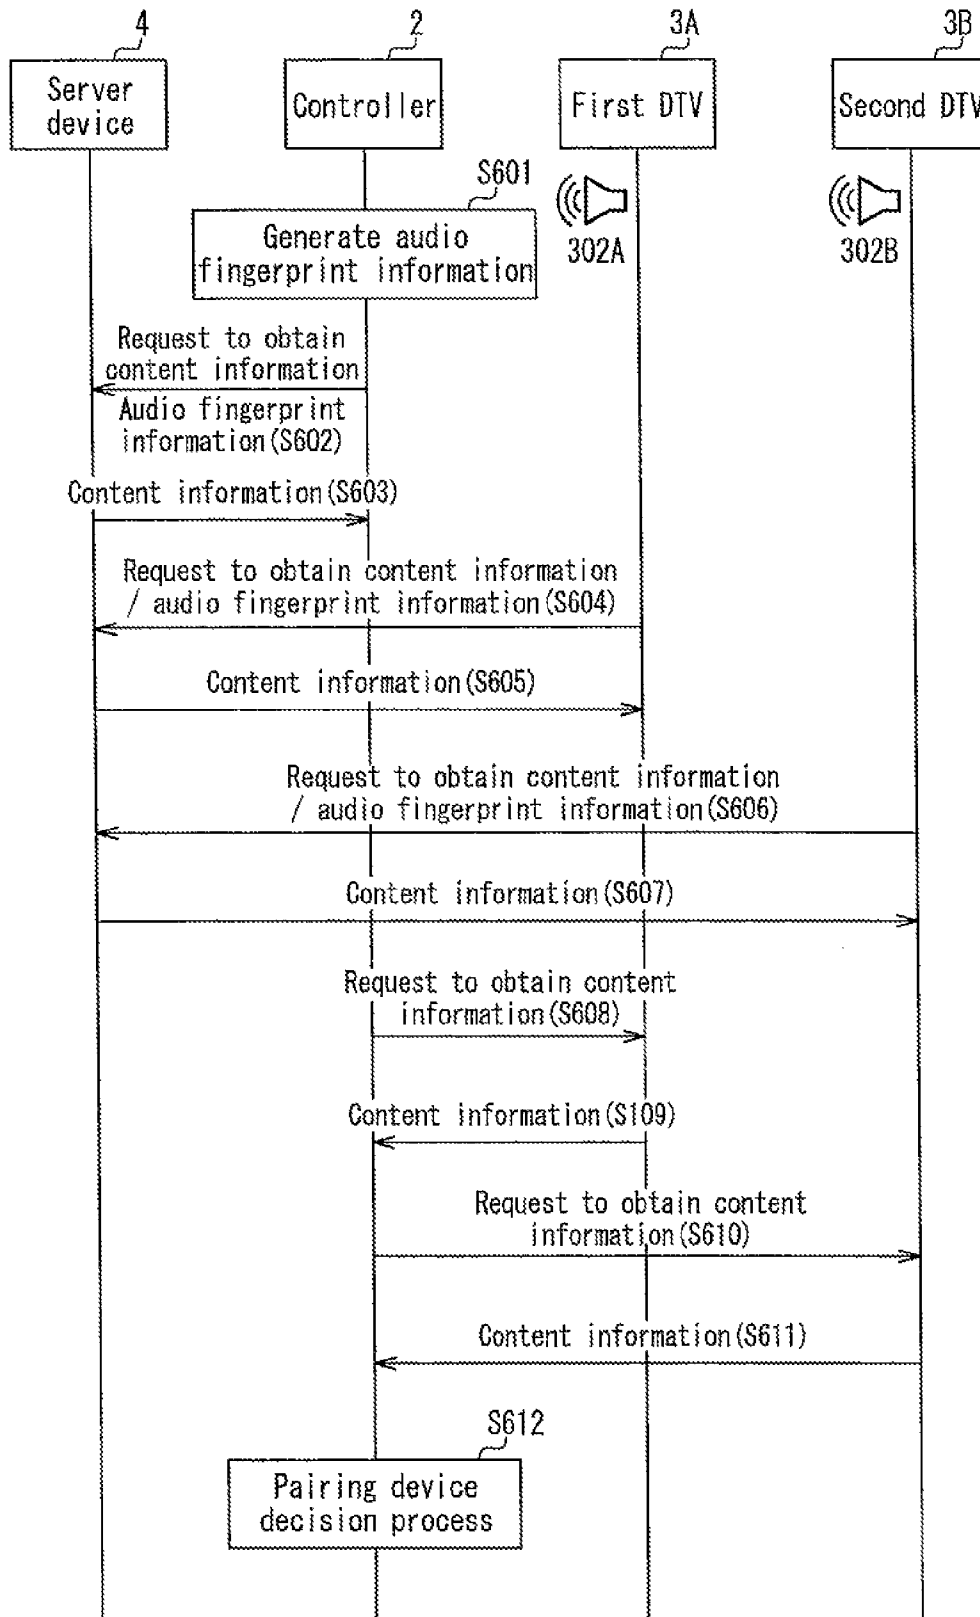 4
2
3A
3B
Server
device
Controller
First DTV
Second DTV
S601
302A
302B
Generate audio
fingerprint information
Request to obtain
content information
Audio fingerprint
information(S602)
Content information(S603)
Request to obtain content information
/ audio fingerprint information(S604)
Content information(S605)
Request to obtain content information
/ audio fingerprint information(S606)
Content information(S607)
Request to obtain content
information(S608)
Content information(S109)
Request to obtain content
information(S610)
Content information(S611)
S612
Pairing device
decision process